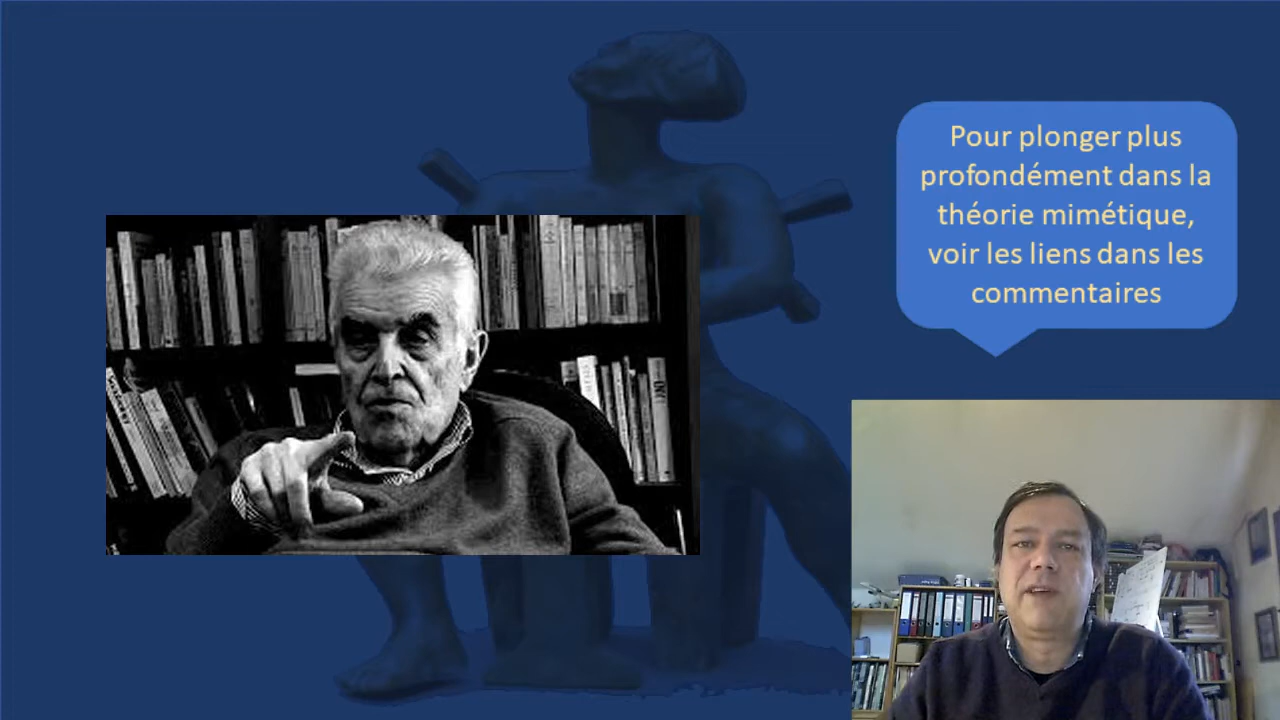 Pour plonger plus
profondément dans la
théorie mimétique,
voir les liens dans les
commentaires